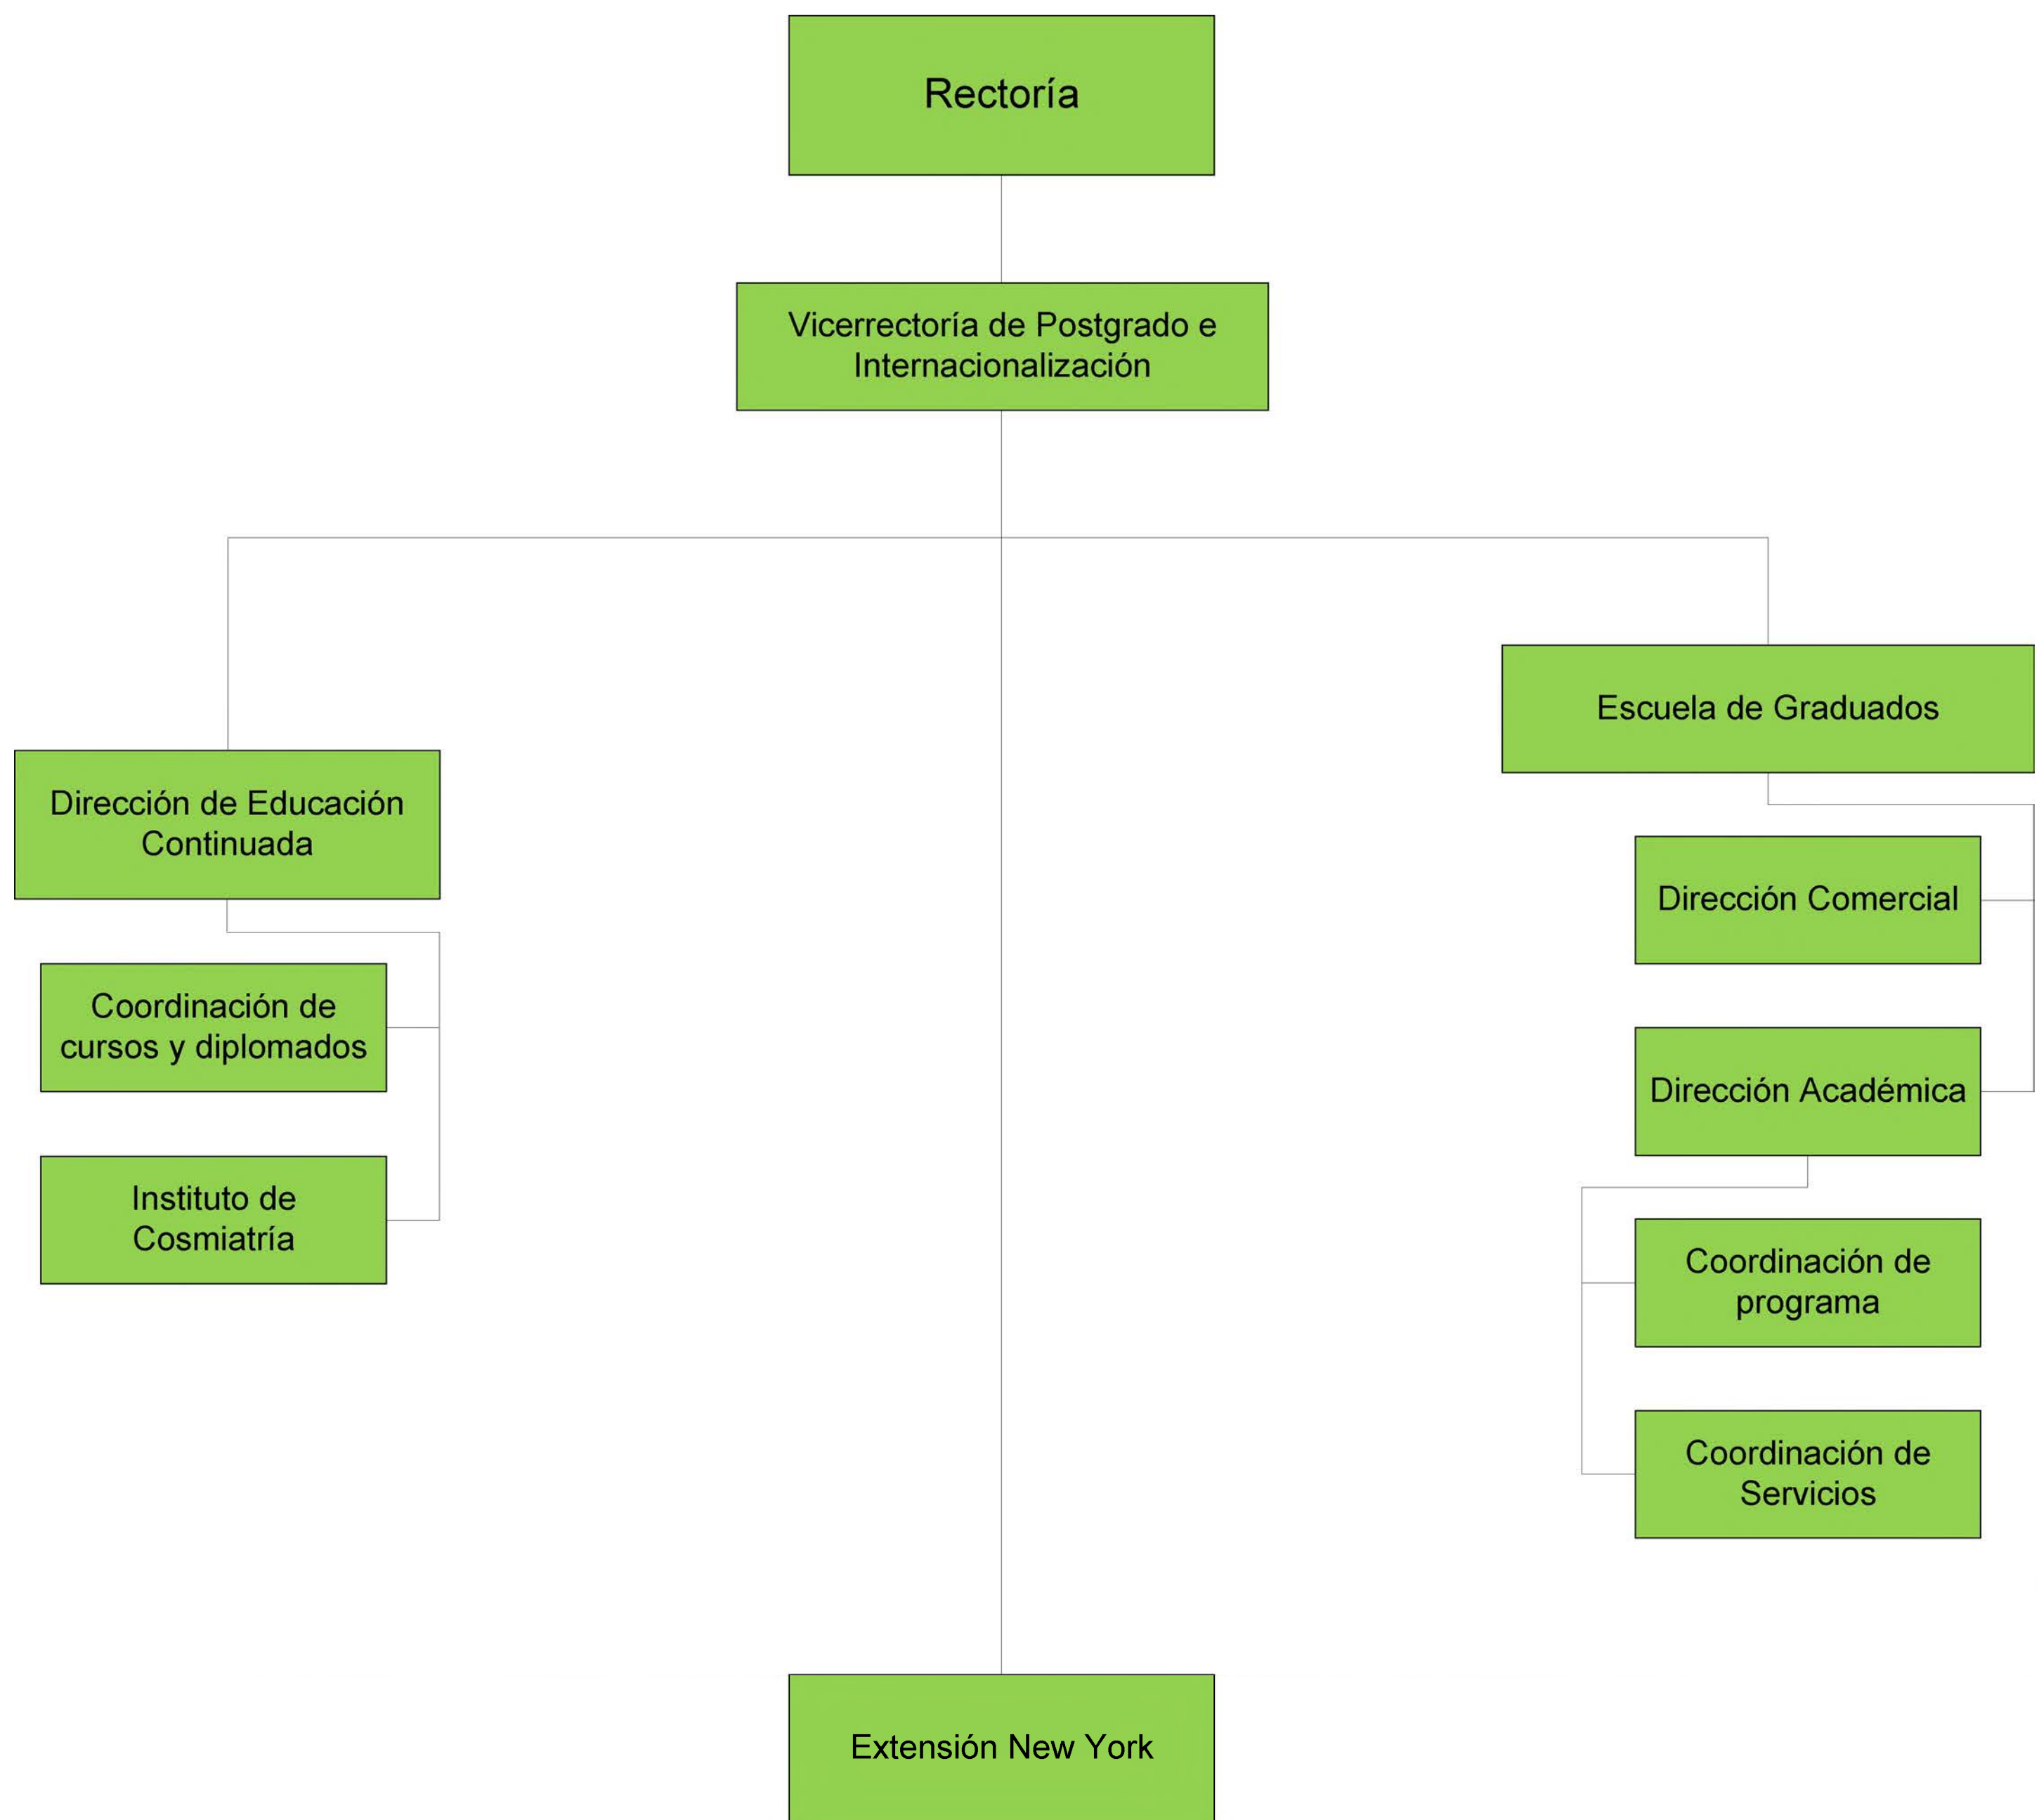 Rectoría
Vicerrectoría de Postgrado e
Internacionalización
Escuela de Graduados
Dirección de Educación
Continuada
Dirección Comercial
Coordinación de
cursos y diplomados
Dirección Académica
Instituto de
Cosmiatría
Coordinación de
programa
Coordinación de
Servicios
Extensión New York